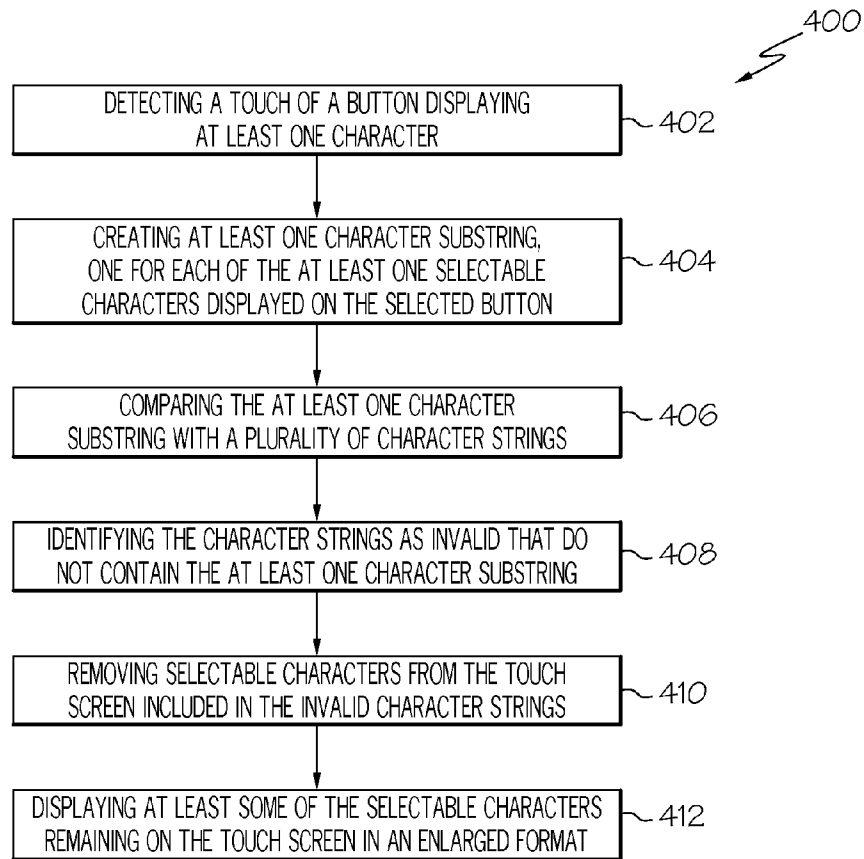 400
DETECTING A TOUCH OF A BUTTON DISPLAYING
AT LEAST ONE CHARACTER
402
CREATING AT LEAST ONE CHARACTER SUBSTRING,
ONE FOR EACH OF THE AT LEAST ONE SELECTABLE
CHARACTERS DISPLAYED ON THE SELECTED BUTTON
404
COMPARING THE AT LEAST ONE CHARACTER
SUBSTRING WITH A PLURALITY OF CHARACTER STRINGS
406
IDENTIFYING THE CHARACTER STRINGS AS INVALID THAT DO
NOT CONTAIN THE AT LEAST ONE CHARACTER SUBSTRING
408
REMOVING SELECTABLE CHARACTERS FROM THE TOUCH
SCREEN INCLUDED IN THE INVALID CHARACTER STRINGS
410
DISPLAYING AT LEAST SOME OF THE SELECTABLE CHARACTERS
REMAINING ON THE TOUCH SCREEN IN AN ENLARGED FORMAT
412